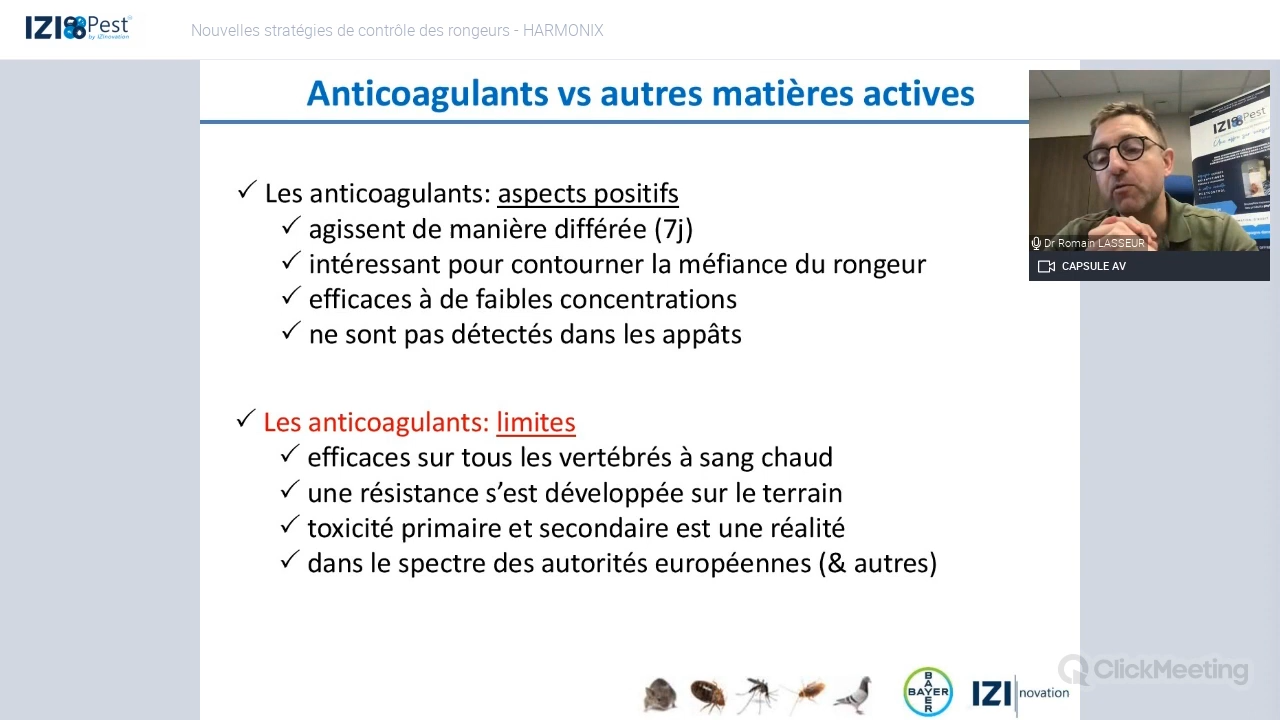 IZI Pest
by IZInovation
Nouvelles stratégies de contrôle des rongeurs - HARMONIX
Anticoagulants vs autres matières actives
IZI Pest
Dr Romain LASSEUR
CAPSULE AV
✓ Les anticoagulants: aspects positifs
✓ agissent de manière différée (7j)
✓ intéressant pour contourner la méfiance du rongeur
✓ efficaces à de faibles concentrations
✓ ne sont pas détectés dans les appâts
✓ Les anticoagulants: limites
✓ efficaces sur tous les vertébrés à sang chaud
✓ une résistance s’est développée sur le terrain
✓ toxicité primaire et secondaire est une réalité
✓ dans le spectre des autorités européennes (& autres)
ClickMeeting
BAYER
BAYER
IZI novation